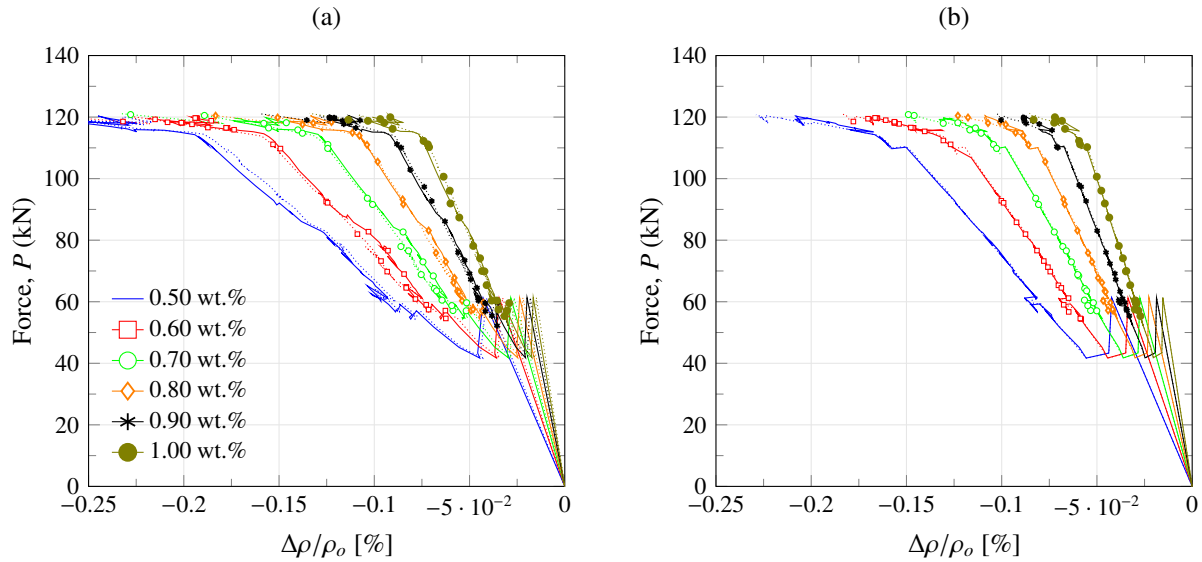 (a)
140
120
100
80
60
40
20
0
Force, P (kN)
0.50 wt.%
0.60 wt.%
0.70 wt.%
0.80 wt.%
0.90 wt.%
1.00 wt.%
−0.25 −0.2 −0.15 −0.1 −5 · 10⁻² 0
Δρ/ρₒ [%]
(b)
140
120
100
80
60
40
20
0
Force, P (kN)
−0.25 −0.2 −0.15 −0.1 −5 · 10⁻² 0
Δρ/ρₒ [%]